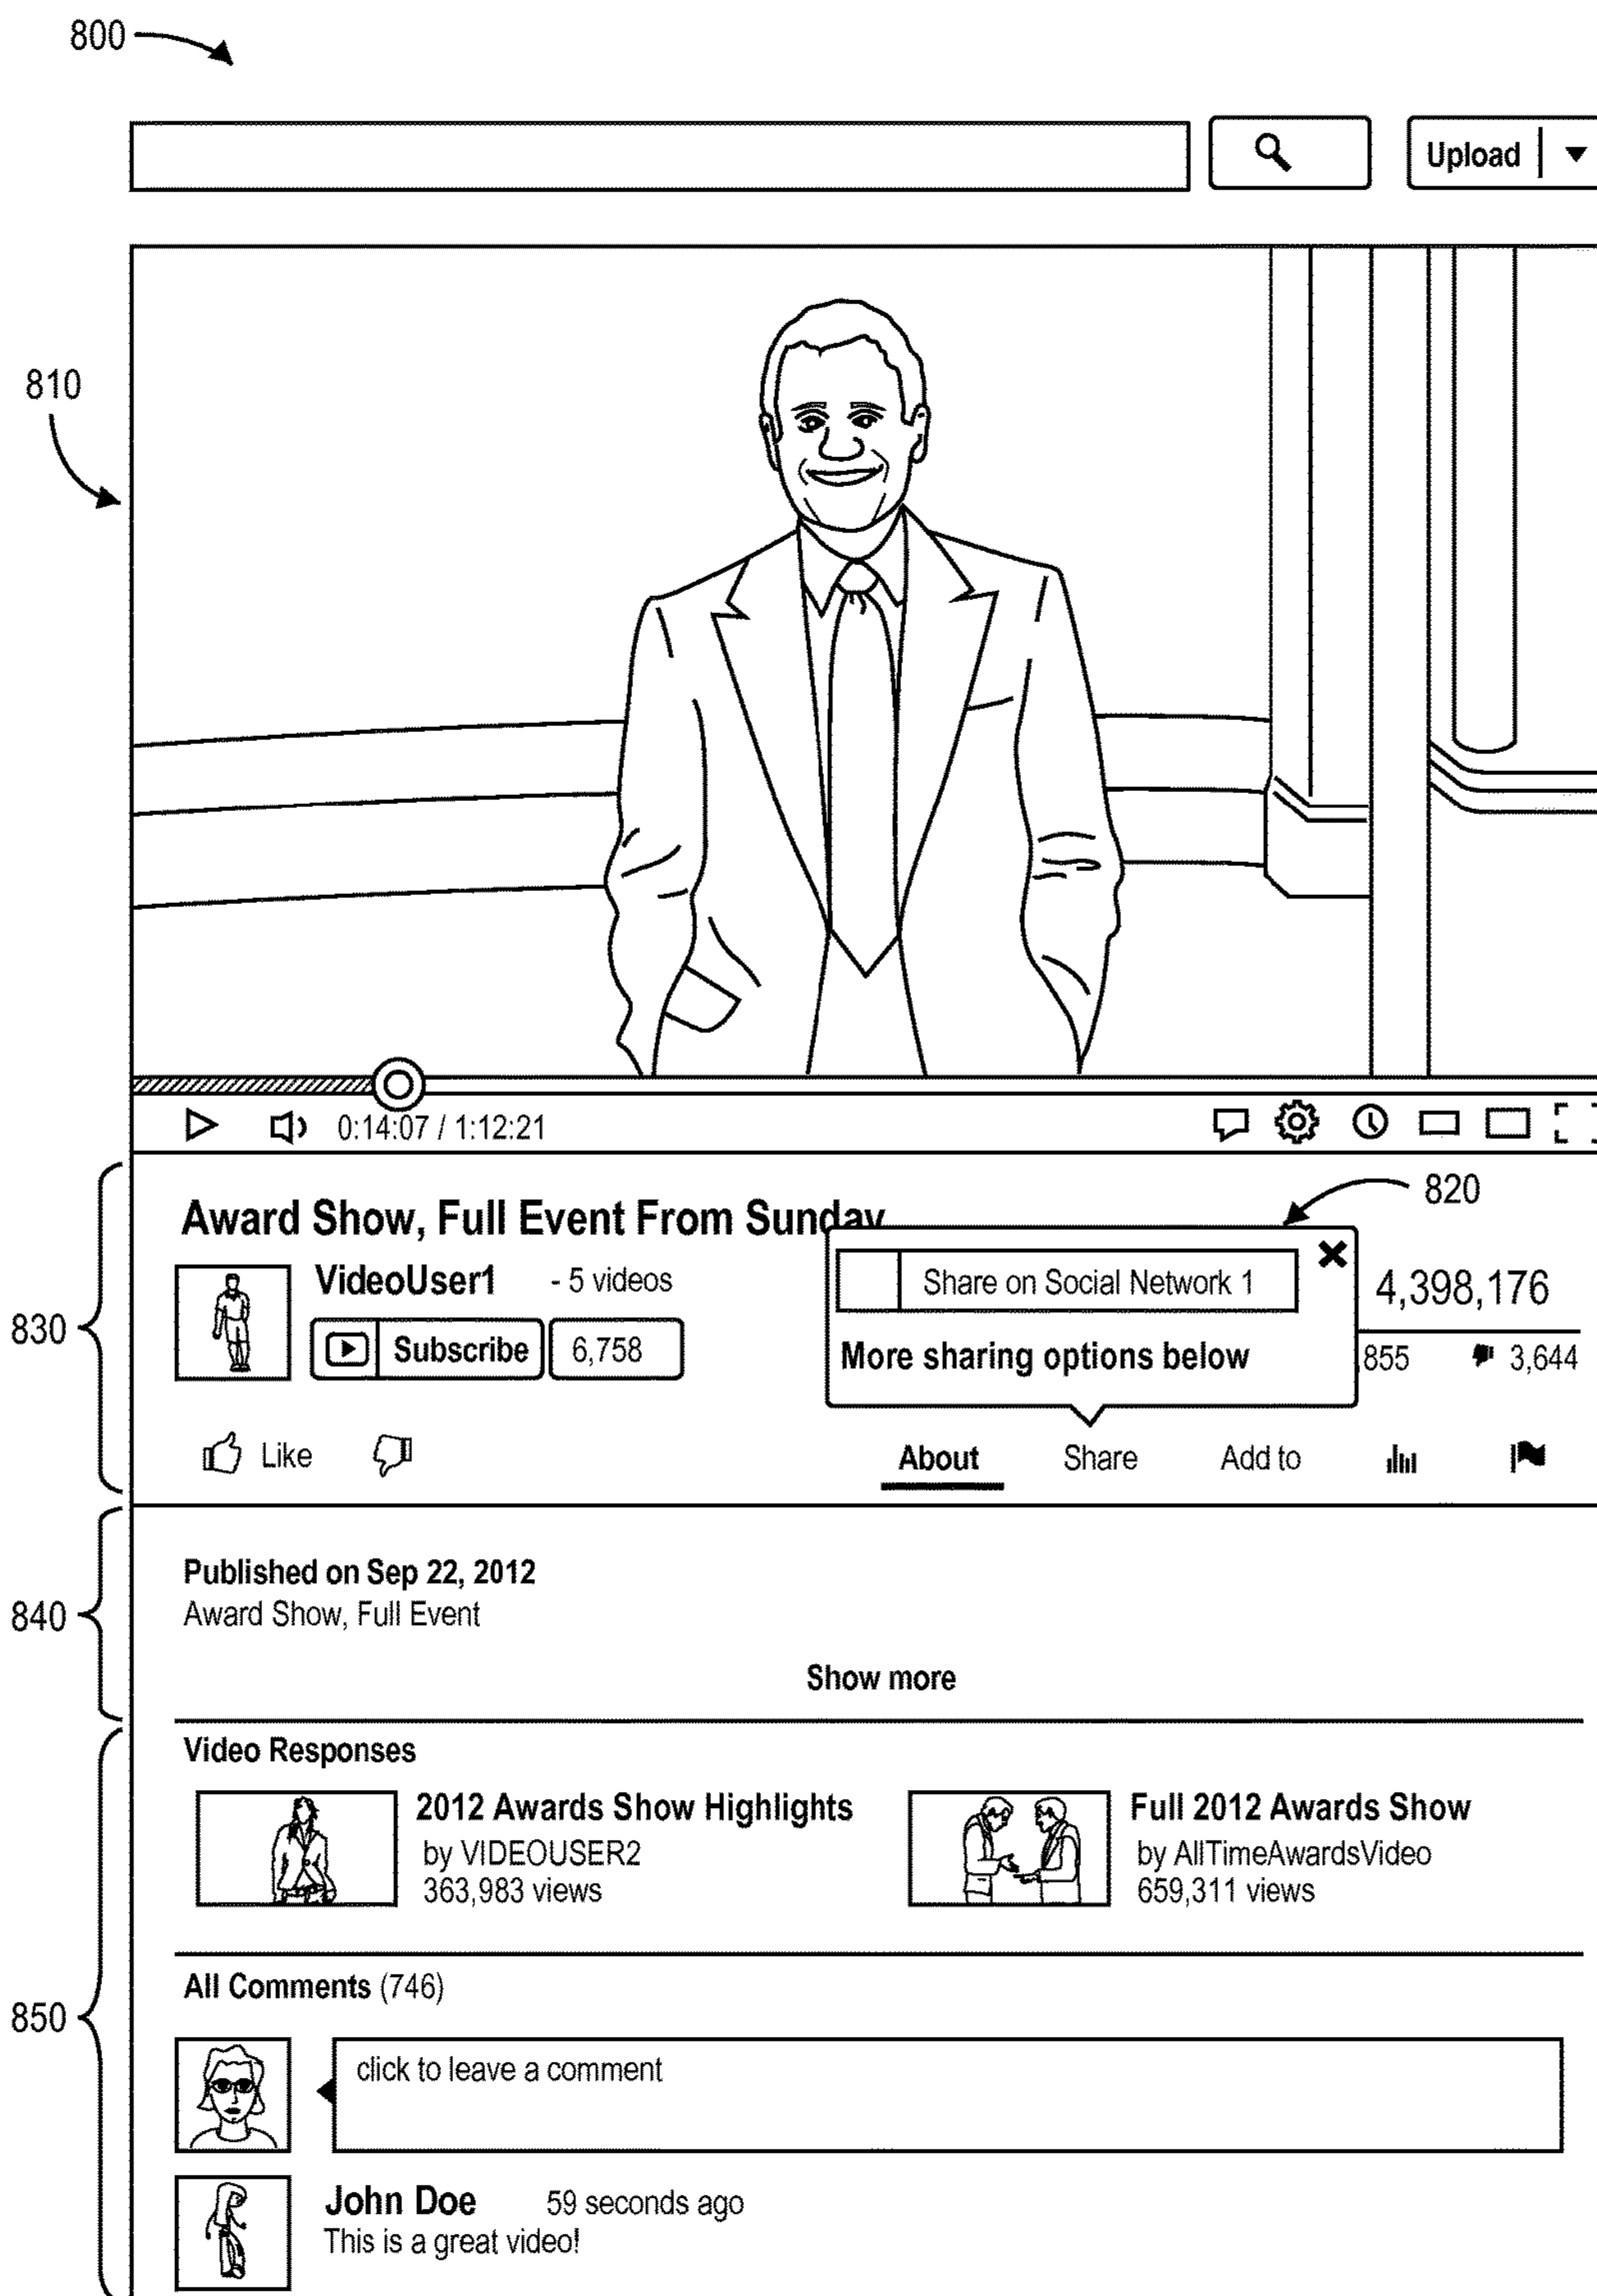 800
Upload
810
0:14:07 / 1:12:21
820
Award Show, Full Event From Sunday
830
VideoUser1 - 5 videos
Share on Social Network 1
4,398,176
Subscribe 6,758
More sharing options below
855 3,644
Like
About Share Add to
840
Published on Sep 22, 2012
Award Show, Full Event
Show more
850
Video Responses
2012 Awards Show Highlights
by VIDEOUSER2
363,983 views
Full 2012 Awards Show
by AllTimeAwardsVideo
659,311 views
All Comments (746)
click to leave a comment
John Doe 59 seconds ago
This is a great video!